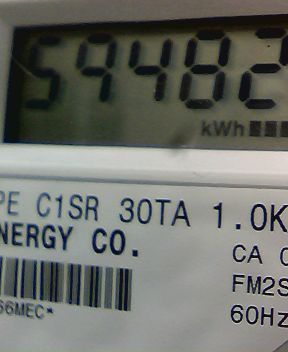 59482
kWh
PE C1SR 30TA 1.0K
NERGY CO.
CA
FM2S
66MEC*
60Hz